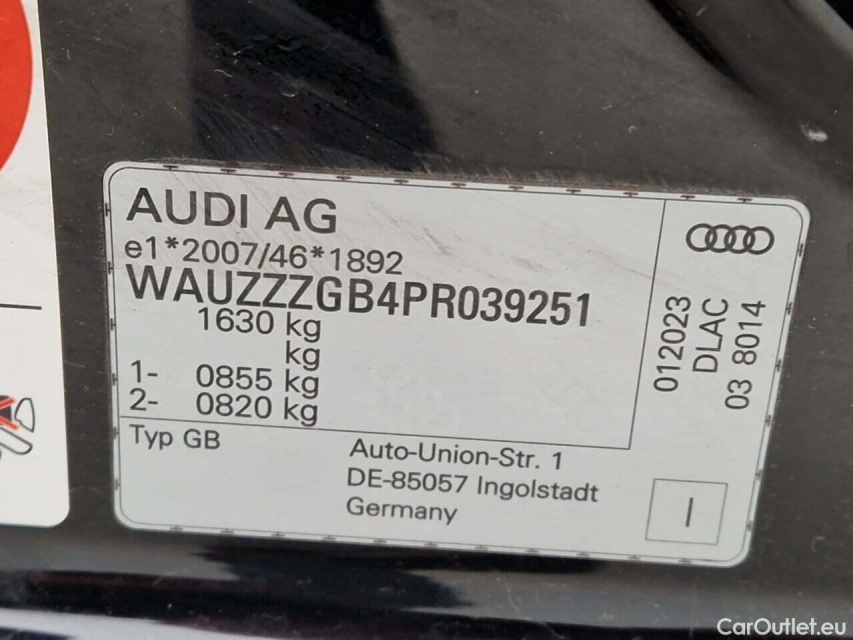 AUDI AG
e1*2007/46*1892
WAUZZZGB4PR039251
1630 kg
kg
1- 0855 kg
2- 0820 kg
Typ GB
Auto-Union-Str. 1
DE-85057 Ingolstadt
Germany
012023
DLAC
03 8014
I
CarOutlet.eu